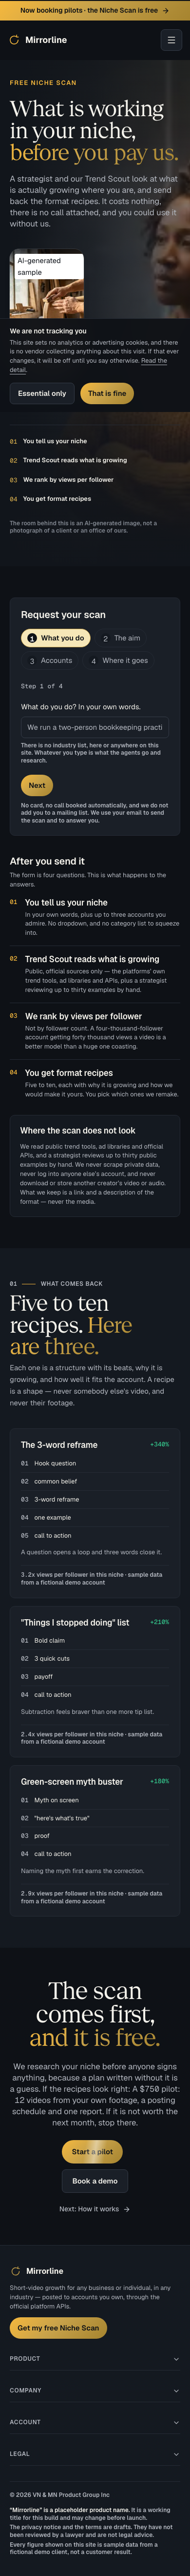 Now booking pilots · the Niche Scan is free →
Mirrorline
FREE NICHE SCAN
What is working
in your niche,
before you pay us.
A strategist and our Trend Scout look at what
is actually growing where you are, and send
back the format recipes. It costs nothing,
there is no call attached, and you could use it
without us.
AI-generated
sample
We are not tracking you
This site sets no analytics or advertising cookies, and there
is no vendor collecting anything about this visit. If that ever
changes, it will be off until you say otherwise. Read the
detail.
Essential only
That is fine
01 You tell us your niche
02 Trend Scout reads what is growing
03 We rank by views per follower
04 You get format recipes
The room behind this is an AI-generated image, not a
photograph of a client or an office of ours.
Request your scan
1 What you do
2 The aim
3 Accounts
4 Where it goes
Step 1 of 4
What do you do? In your own words.
We run a two-person bookkeeping practi
There is no industry list, here or anywhere on this
site. Whatever you type is what the agents go and
research.
Next
No card, no call booked automatically, and we do not
add you to a mailing list. We use your email to send
the scan and to answer you.
After you send it
The form is four questions. This is what happens to the
answers.
01 You tell us your niche
In your own words, plus up to three accounts you
admire. No dropdown, and no category list to squeeze
into.
02 Trend Scout reads what is growing
Public, official sources only — the platforms' own
trend tools, ad libraries and APIs, plus a strategist
reviewing up to thirty examples by hand.
03 We rank by views per follower
Not by follower count. A four-thousand-follower
account getting forty thousand views a video is a
better model than a huge one coasting.
04 You get format recipes
Five to ten, each with why it is growing and how we
would make it yours. You pick which ones we remake.
Where the scan does not look
We read public trend tools, ad libraries and official
APIs, and a strategist reviews up to thirty public
examples by hand. We never scrape private data,
never log into anyone else's account, and never
download or store another creator's video or audio.
What we keep is a link and a description of the
format — never the media.
01 WHAT COMES BACK
Five to ten
recipes. Here
are three.
Each one is a structure with its beats, why it is
growing, and how well it fits the account. A recipe
is a shape — never somebody else's video, and
never their footage.
The 3-word reframe +340%
01 Hook question
02 common belief
03 3-word reframe
04 one example
05 call to action
A question opens a loop and three words close it.
3.2x views per follower in this niche · sample data
from a fictional demo account
"Things I stopped doing" list +210%
01 Bold claim
02 3 quick cuts
03 payoff
04 call to action
Subtraction feels braver than one more tip list.
2.4x views per follower in this niche · sample data
from a fictional demo account
Green-screen myth buster +180%
01 Myth on screen
02 "here's what's true"
03 proof
04 call to action
Naming the myth first earns the correction.
2.9x views per follower in this niche · sample data
from a fictional demo account
The scan
comes first,
and it is free.
We research your niche before anyone signs
anything, because a plan written without it is
a guess. If the recipes look right: A $750 pilot:
12 videos from your own footage, a posting
schedule and one report. If it is not worth the
next month, stop there.
Start a pilot
Book a demo
Next: How it works →
Mirrorline
Short-video growth for any business or individual, in any
industry — posted to accounts you own, through the
official platform APIs.
Get my free Niche Scan
PRODUCT
COMPANY
ACCOUNT
LEGAL
© 2026 VN & MN Product Group Inc
"Mirrorline" is a placeholder product name. It is a working
title for this build and may change before launch.
The privacy notice and the terms are drafts. They have not
been reviewed by a lawyer and are not legal advice.
Every figure shown on this site is sample data from a
fictional demo client, not a customer result.